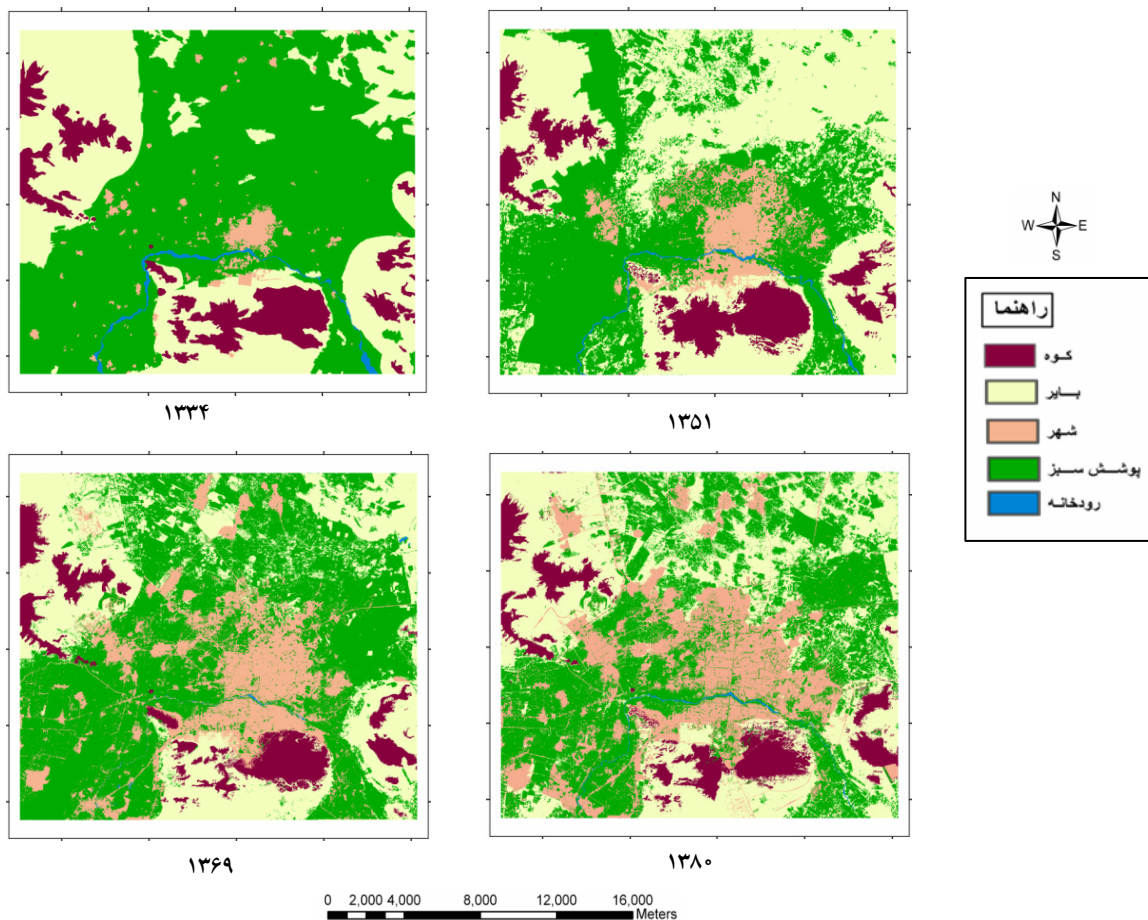 ۱۳۳۴
۱۳۵۱
N
W E
S
راهنما
کوه
بایر
شهر
پوشش سبز
رودخانه
۱۳۶۹
۱۳۸۰
0 2,000 4,000 8,000 12,000 16,000
Meters